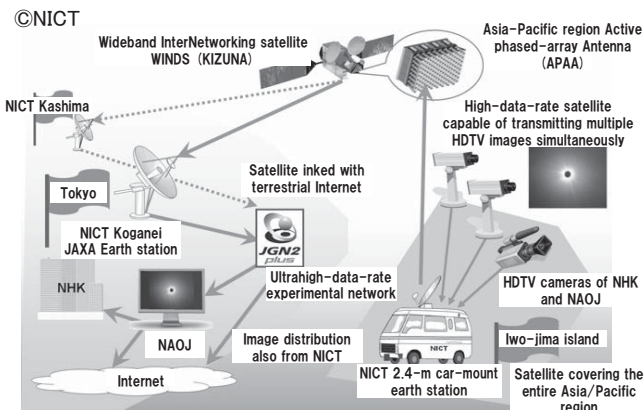 ©NICT
Wideband InterNetworking satellite
WINDS (KIZUNA)
Asia-Pacific region Active
phased-array Antenna
(APAA)
NICT Kashima
High-data-rate satellite
capable of transmitting multiple
HDTV images simultaneously
Tokyo
Satellite inked with
terrestrial Internet
NICT Koganei
JAXA Earth station
JGN2
plus
NHK
Ultrahigh-data-rate
experimental network
HDTV cameras of NHK
and NAOJ
NAOJ
Image distribution
also from NICT
NICT
Iwo-jima island
Internet
NICT 2.4-m car-mount
earth station
Satellite covering the
entire Asia/Pacific
region